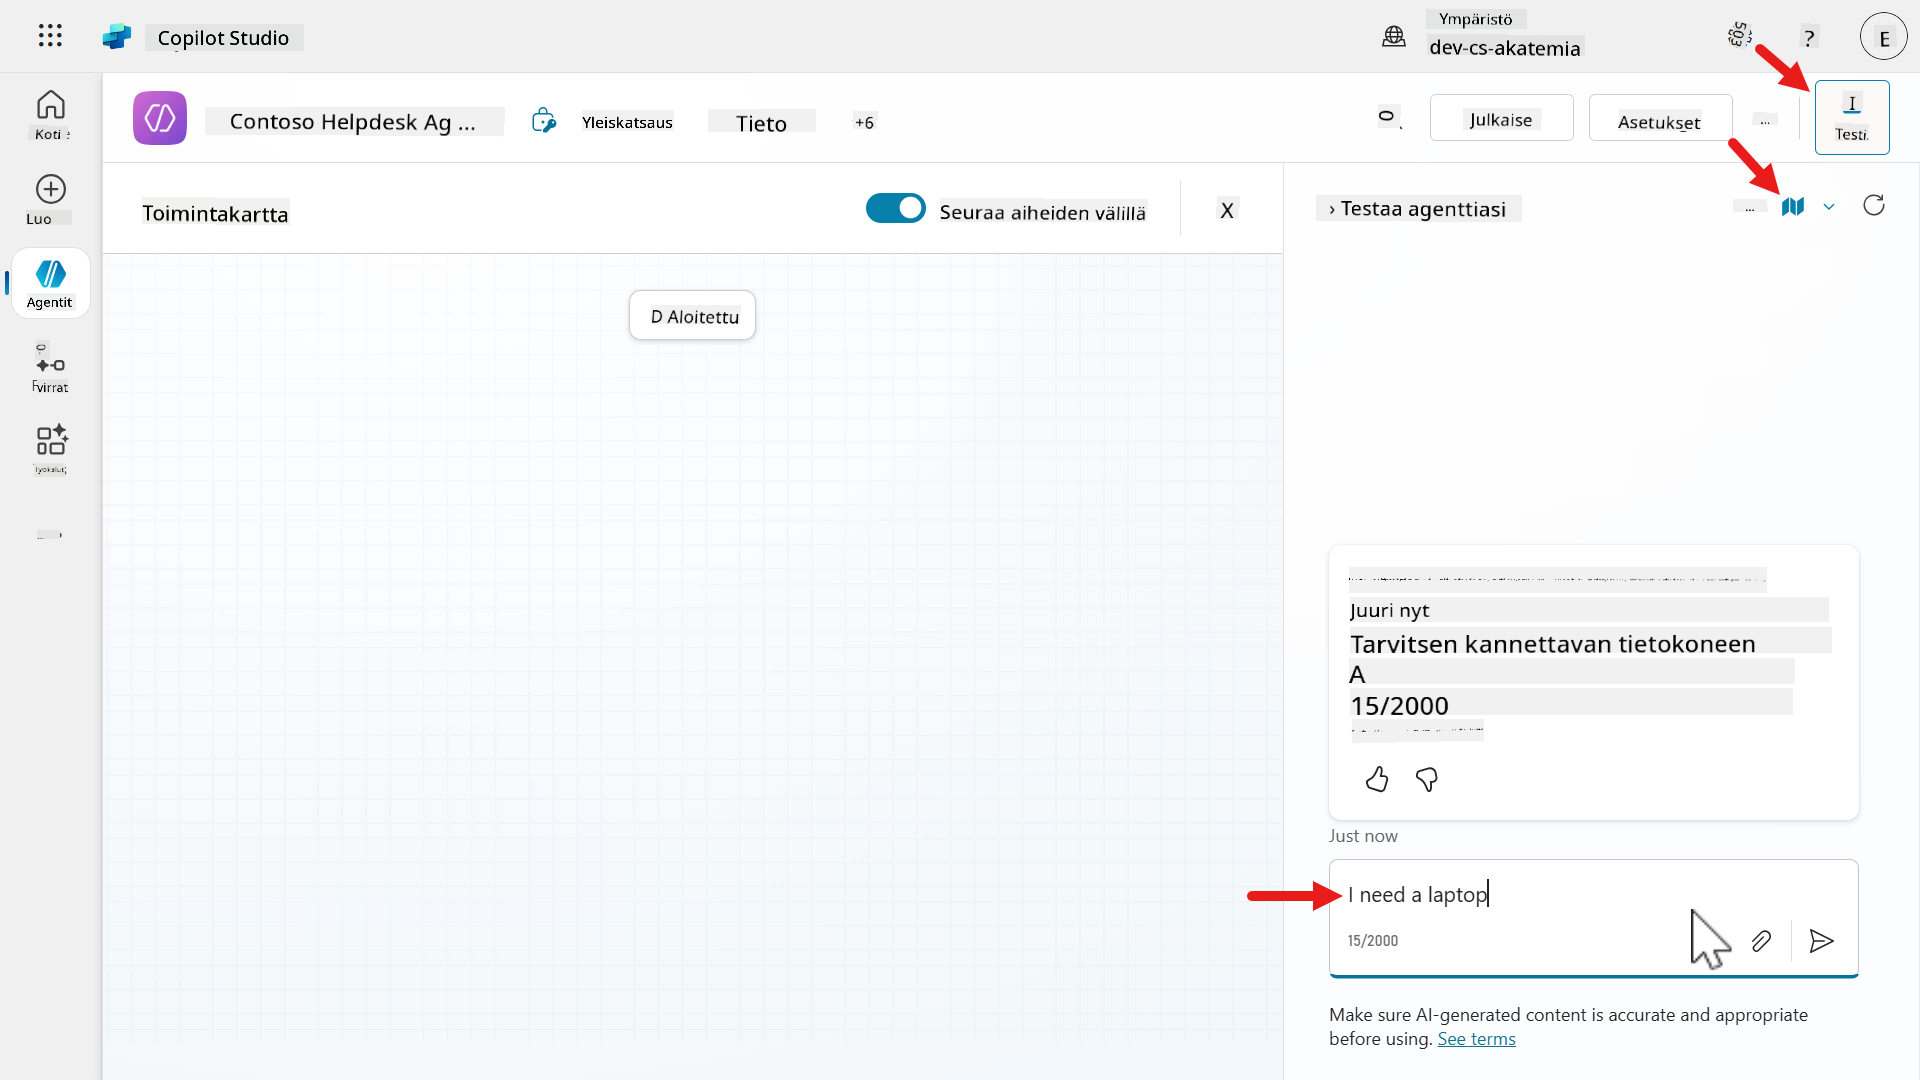 Copilot Studio
Ympäristö
dev-cs-akatemia
?
E
Koti
Luo
Agentit
virrat
Työkalut
Contoso Helpdesk Ag ...
Yleiskatsaus
Tieto
+6
Julkaise
Asetukset
...
I
Testi.
Toimintakartta
Seuraa aiheiden välillä
X
› Testaa agenttiasi
...
D Aloitettu
Juuri nyt
Tarvitsen kannettavan tietokoneen
A
15/2000
Just now
I need a laptop
15/2000
Make sure AI-generated content is accurate and appropriate
before using. See terms